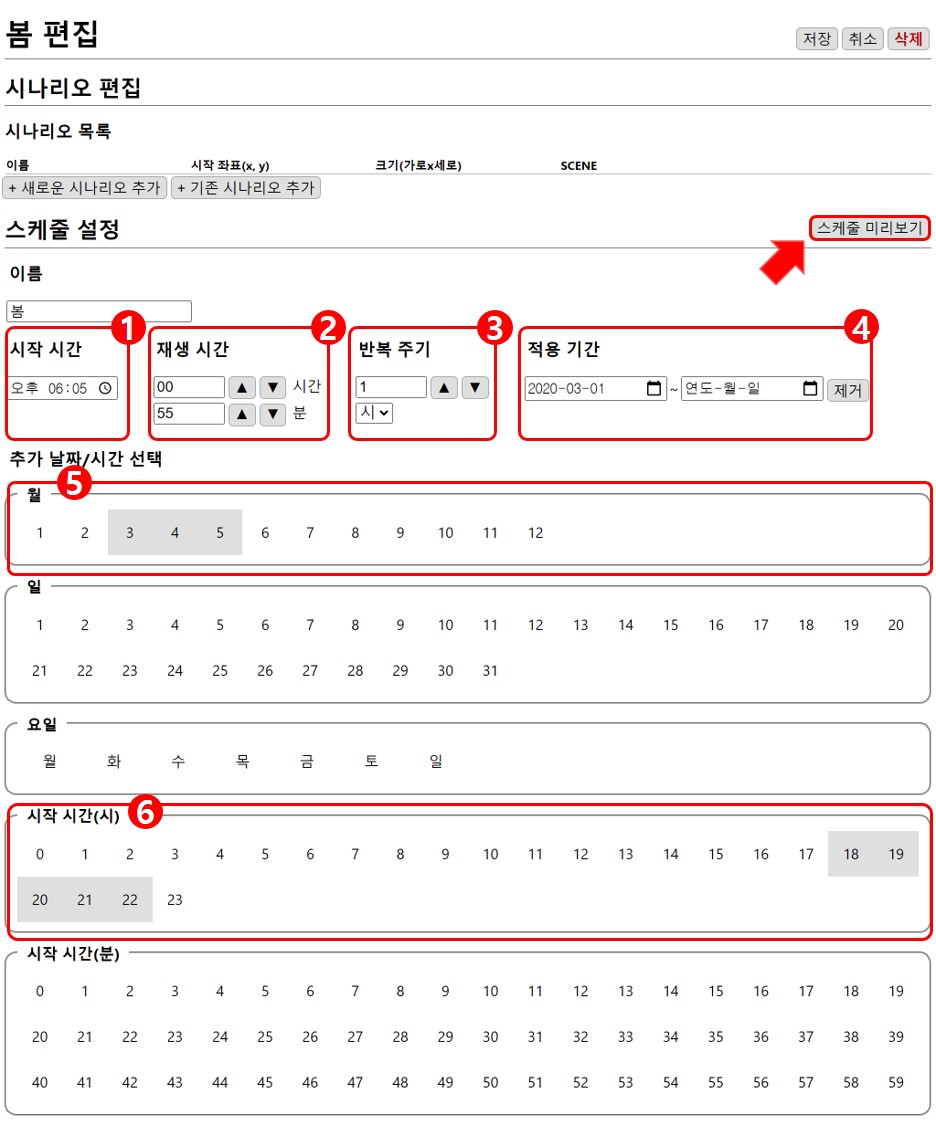 봄 편집
저장 취소 삭제
시나리오 편집
시나리오 목록
이름 시작 좌표(x, y) 크기(가로x세로) SCENE
+ 새로운 시나리오 추가 + 기존 시나리오 추가
스케줄 설정 스케줄 미리보기
이름
봄
1 2 3 4
시작 시간 재생 시간 반복 주기 적용 기간
오후 06:05 00 ▲ ▼ 시간 1 ▲ ▼ 2020-03-01 ~ 연도-월-일 제거
55 ▲ ▼ 분 시
추가 날짜/시간 선택
5
월
1 2 3 4 5 6 7 8 9 10 11 12
일
1 2 3 4 5 6 7 8 9 10 11 12 13 14 15 16 17 18 19 20
21 22 23 24 25 26 27 28 29 30 31
요일
월 화 수 목 금 토 일
시작 시간(시) 6
0 1 2 3 4 5 6 7 8 9 10 11 12 13 14 15 16 17 18 19
20 21 22 23
시작 시간(분)
0 1 2 3 4 5 6 7 8 9 10 11 12 13 14 15 16 17 18 19
20 21 22 23 24 25 26 27 28 29 30 31 32 33 34 35 36 37 38 39
40 41 42 43 44 45 46 47 48 49 50 51 52 53 54 55 56 57 58 59